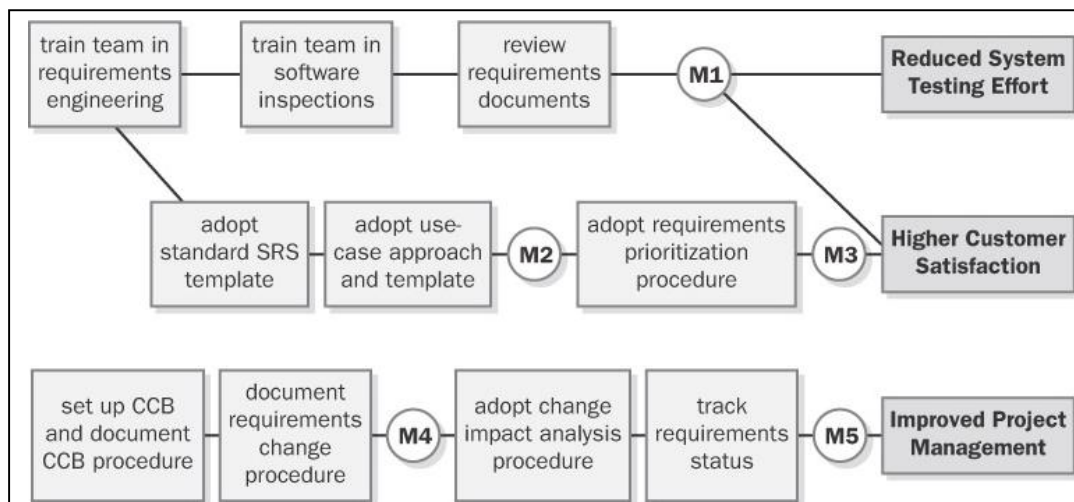 train team in
requirements
engineering
train team in
software
inspections
review
requirements
documents
M1
Reduced System
Testing Effort
adopt
standard SRS
template
adopt use-
case approach
and template
M2
adopt requirements
prioritization
procedure
M3
Higher Customer
Satisfaction
set up CCB
and document
CCB procedure
document
requirements
change
procedure
M4
adopt change
impact analysis
procedure
track
requirements
status
M5
Improved Project
Management